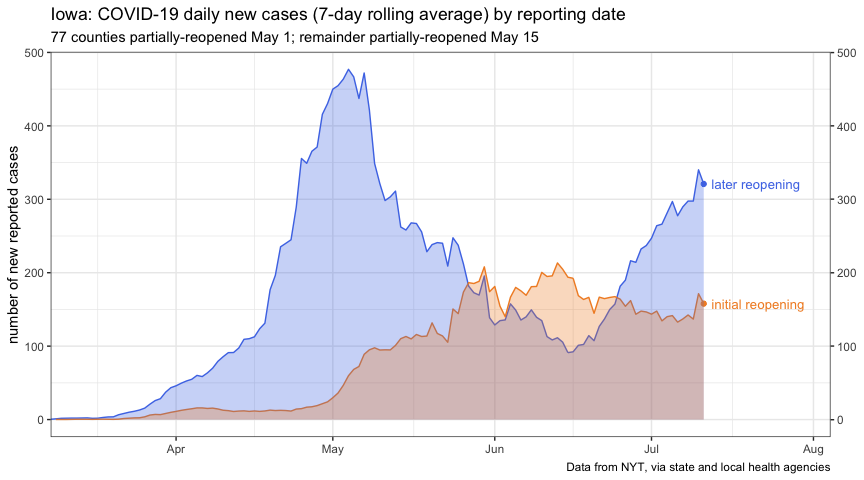 Iowa: COVID-19 daily new cases (7-day rolling average) by reporting date
77 counties partially-reopened May 1; remainder partially-reopened May 15
number of new reported cases
500
400
300
200
100
0
500
400
300
200
100
0
later reopening
initial reopening
Apr May Jun Jul Aug
Data from NYT, via state and local health agencies